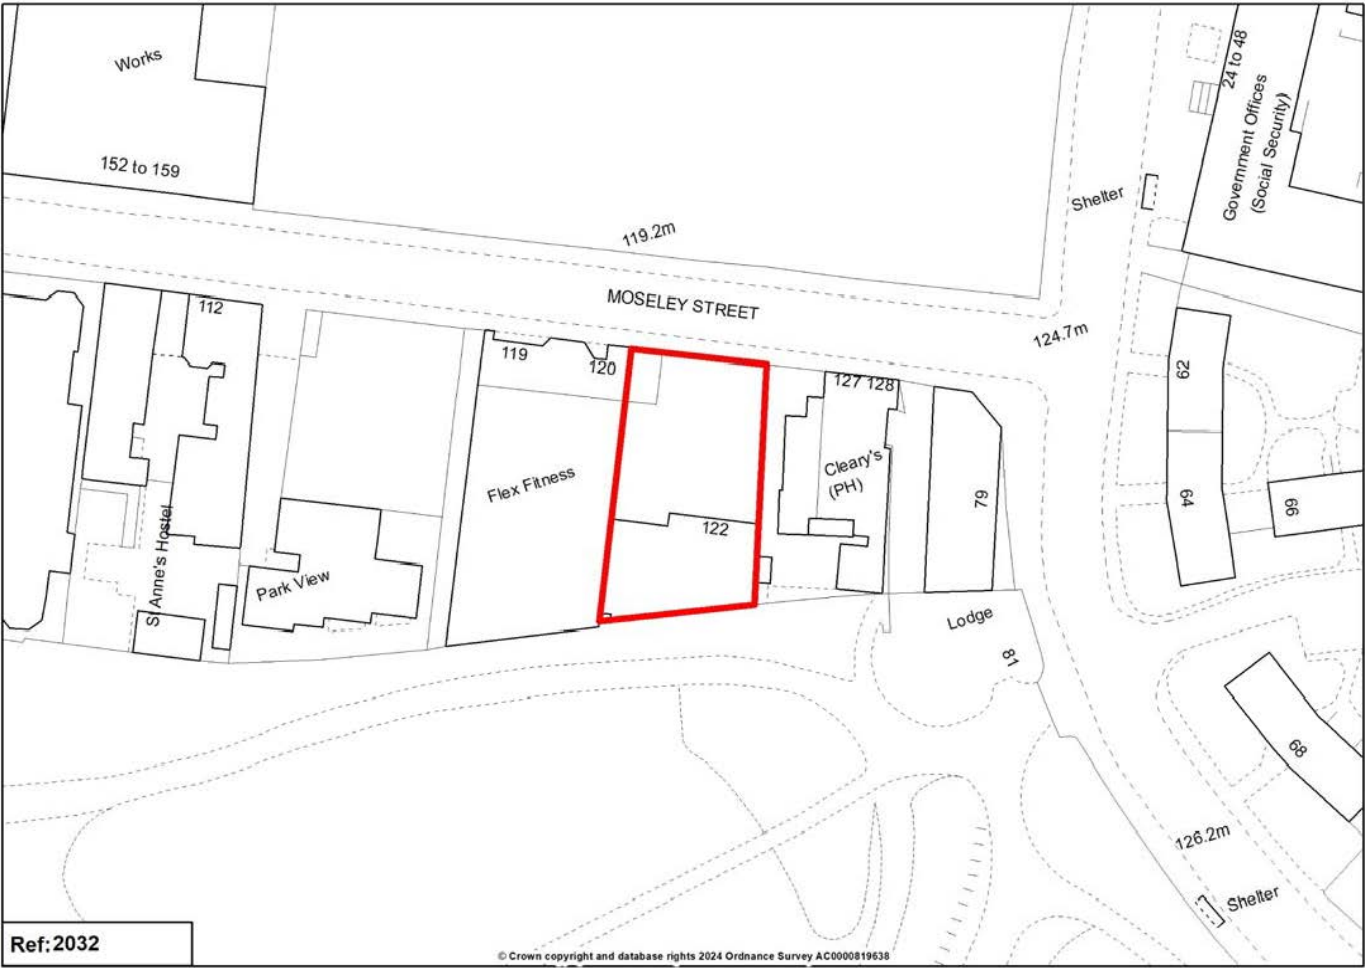 Works
24 to 48
Government Offices
(Social Security)
152 to 159
Shelter
119.2m
MOSELEY STREET
112
124.7m
119
120
127 128
62
Flex Fitness
Cleary's
(PH)
79
64
66
122
St Anne's Hostel
Park View
Lodge
81
68
126.2m
Shelter
Ref:2032
© Crown copyright and database rights 2024 Ordnance Survey AC0000819638